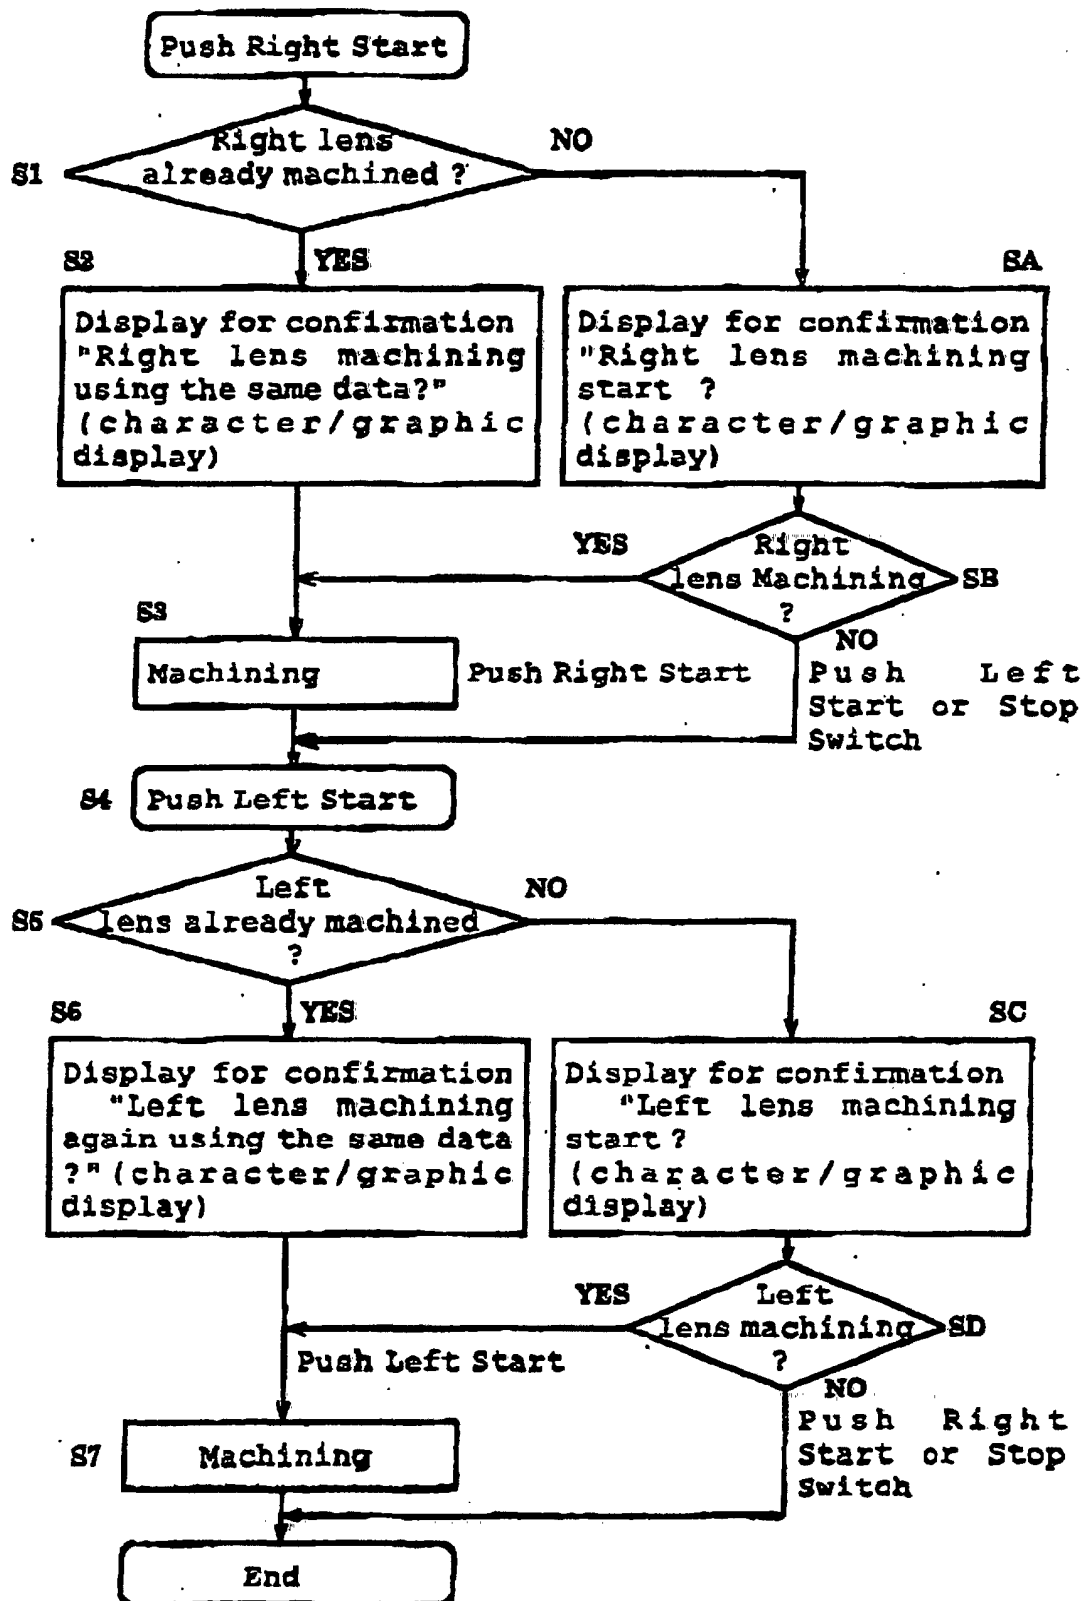 Push Right Start
Right lens
already machined ?
NO
S1
YES
S2
SA
Display for confirmation
"Right lens machining
using the same data?"
(character/graphic
display)
Display for confirmation
"Right lens machining
start ?
(character/graphic
display)
YES
Right
lens Machining
?
SB
S3
NO
Machining
Push Right Start
Push Left
Start or Stop
Switch
S4
Push Left Start
Left
lens already machined
?
NO
S5
S6
YES
SC
Display for confirmation
"Left lens machining
again using the same data
?" (character/graphic
display)
Display for confirmation
"Left lens machining
start ?
(character/graphic
display)
YES
Left
lens machining
?
SD
Push Left Start
NO
Push Right
Start or Stop
Switch
S7
Machining
End